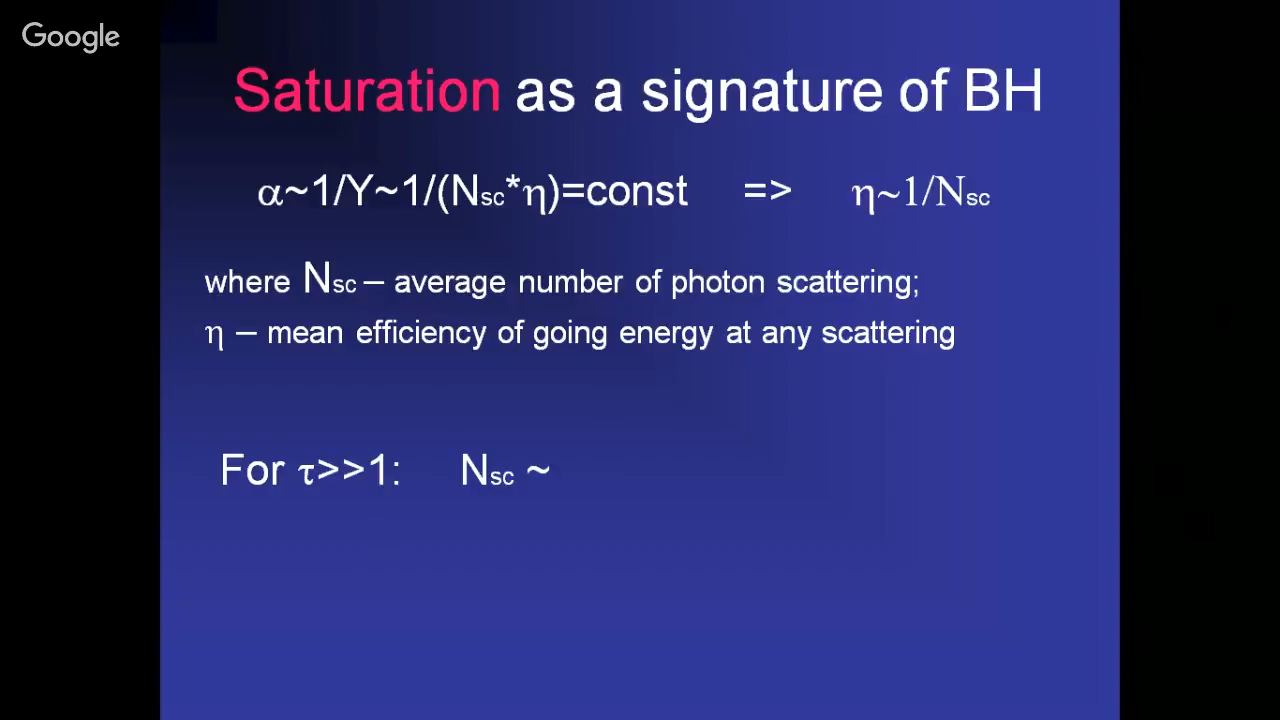 Google
Saturation as a signature of BH
α~1/Y~1/(Nsc*η)=const => η~1/Nsc
where Nsc – average number of photon scattering;
η – mean efficiency of going energy at any scattering
For τ>>1: Nsc ~